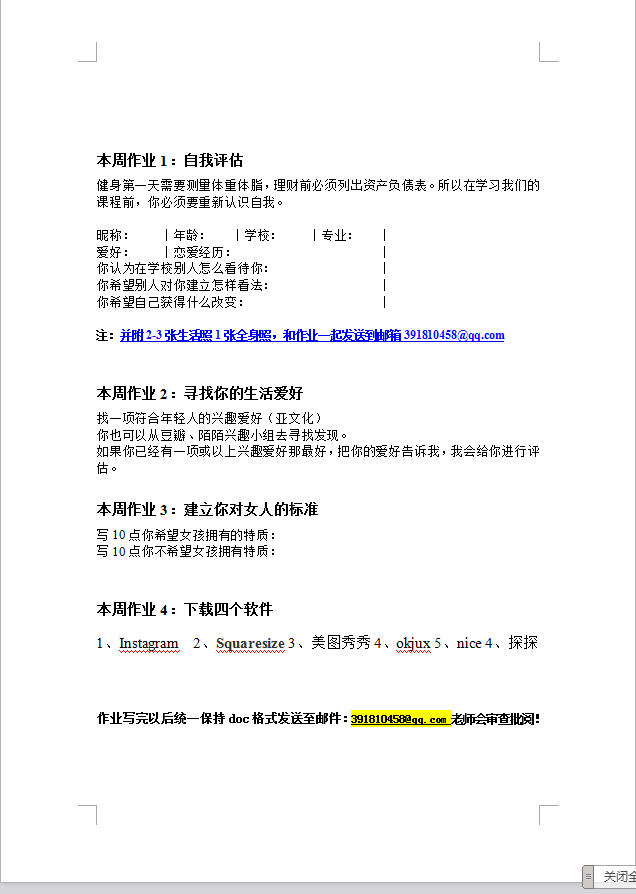 本周作业 1：自我评估
健身第一天需要测量体重体脂，理财前必须列出资产负债表。所以在学习我们的
课程前，你必须要重新认识自我。
昵称： | 年龄： | 学校： | 专业： |
爱好： | 恋爱经历： |
你认为在学校别人怎么看待你： |
你希望别人对你建立怎样看法： |
你希望自己获得什么改变： |
注：并附 2-3 张生活照 1 张全身照，和作业一起发送到邮箱 391810458@qq.com
本周作业 2：寻找你的生活爱好
找一项符合年轻人的兴趣爱好（亚文化）
你也可以从豆瓣、陌陌兴趣小组去寻找发现。
如果你已经有一项或以上兴趣爱好那最好，把你的爱好告诉我，我会给你进行评
估。
本周作业 3：建立你对女人的标准
写 10 点你希望女孩拥有的特质：
写 10 点你不希望女孩拥有特质：
本周作业 4：下载四个软件
1、Instagram 2、Squaresize 3、美图秀秀 4、okjux 5、nice 4、探探
作业写完以后统一保持 doc 格式发送至邮件：391810458@qq.com 老师会审查批阅！
关闭全